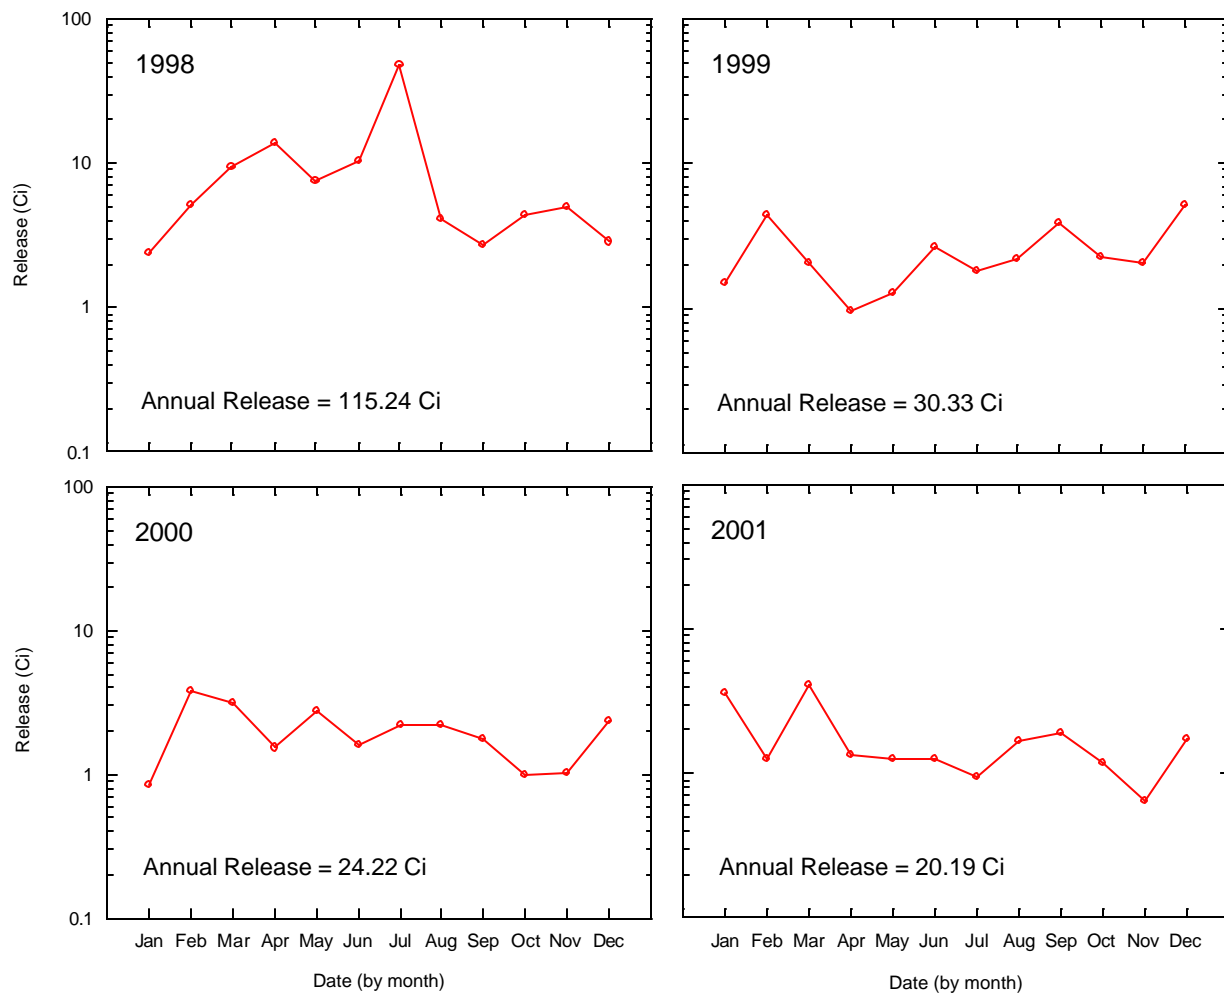 100
10
1
0.1
Release (Ci)
1998
Annual Release = 115.24 Ci
1999
Annual Release = 30.33 Ci
100
10
1
0.1
Release (Ci)
2000
Annual Release = 24.22 Ci
2001
Annual Release = 20.19 Ci
Jan Feb Mar Apr May Jun Jul Aug Sep Oct Nov Dec
Date (by month)
Jan Feb Mar Apr May Jun Jul Aug Sep Oct Nov Dec
Date (by month)